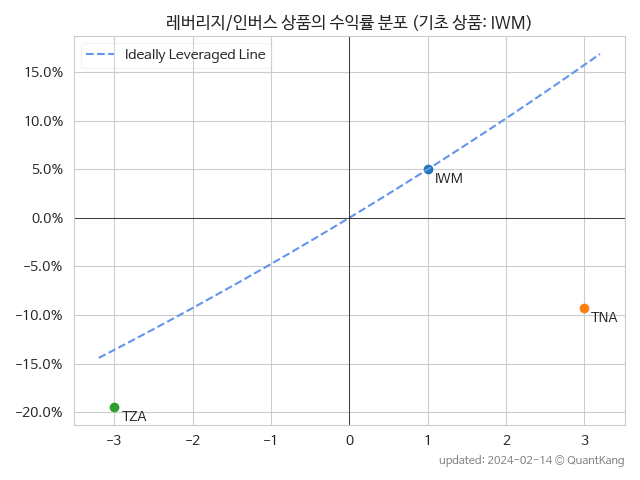 레버리지/인버스 상품의 수익률 분포 (기초 상품: IWM)
Ideally Leveraged Line
15.0%
10.0%
5.0%
0.0%
−5.0%
−10.0%
−15.0%
−20.0%
IWM
TNA
TZA
−3
−2
−1
0
1
2
3
updated: 2024-02-14 © QuantKang